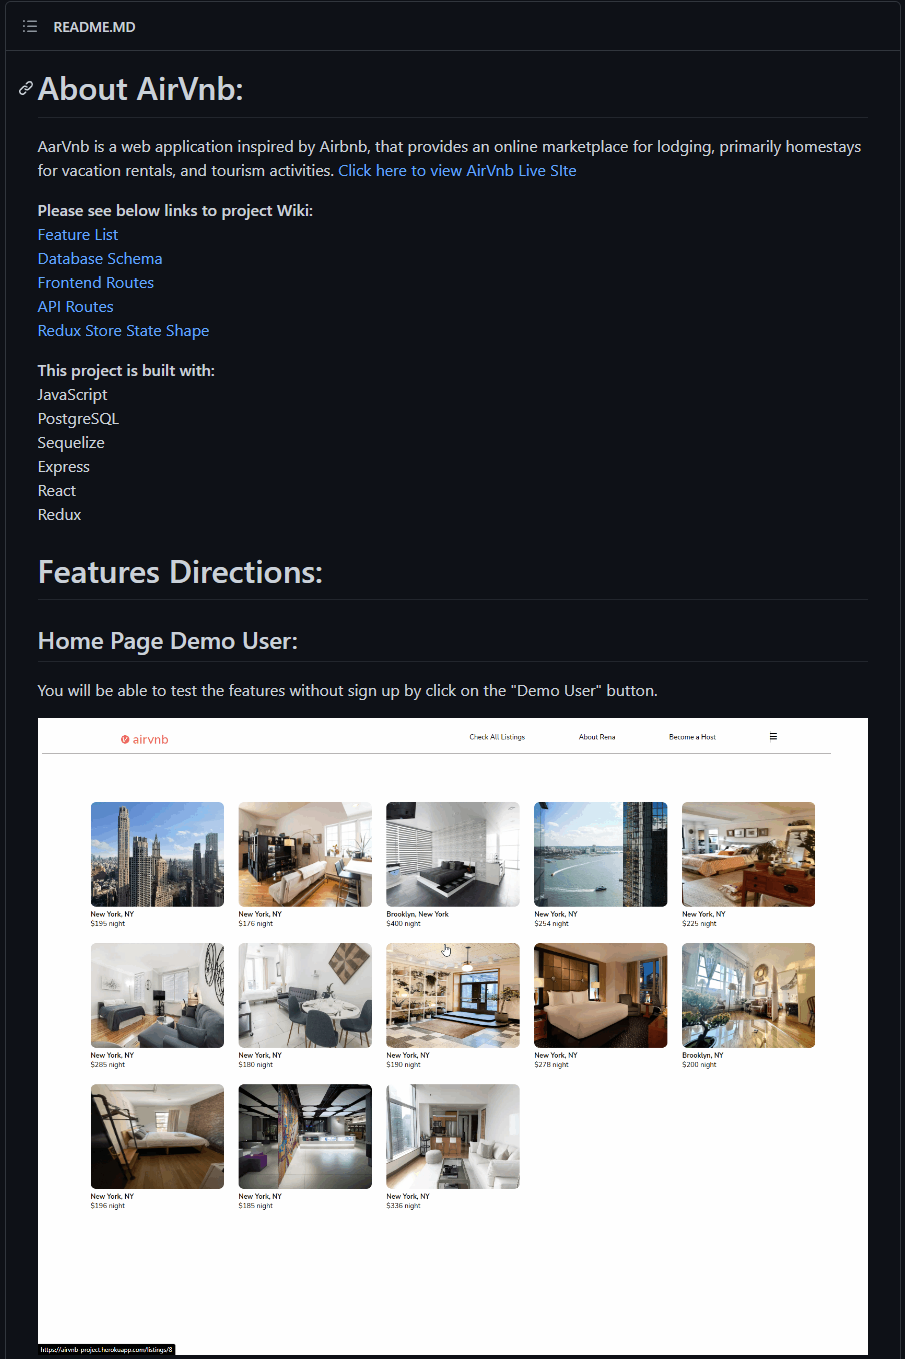 README.MD
About AirVnb:
AarVnb is a web application inspired by Airbnb, that provides an online marketplace for lodging, primarily homestays
for vacation rentals, and tourism activities. Click here to view AirVnb Live SIte
Please see below links to project Wiki:
Feature List
Database Schema
Frontend Routes
API Routes
Redux Store State Shape
This project is built with:
JavaScript
PostgreSQL
Sequelize
Express
React
Redux
Features Directions:
Home Page Demo User:
You will be able to test the features without sign up by click on the "Demo User" button.
airvnb Check All Listings About Rena Become a Host
New York, NY New York, NY Brooklyn, New York New York, NY New York, NY
$195 night $176 night $400 night $254 night $225 night
New York, NY New York, NY New York, NY New York, NY Brooklyn, NY
$285 night $180 night $190 night $278 night $200 night
New York, NY New York, NY New York, NY
$196 night $185 night $336 night
https://airvnb-project.herokuapp.com/listings/8